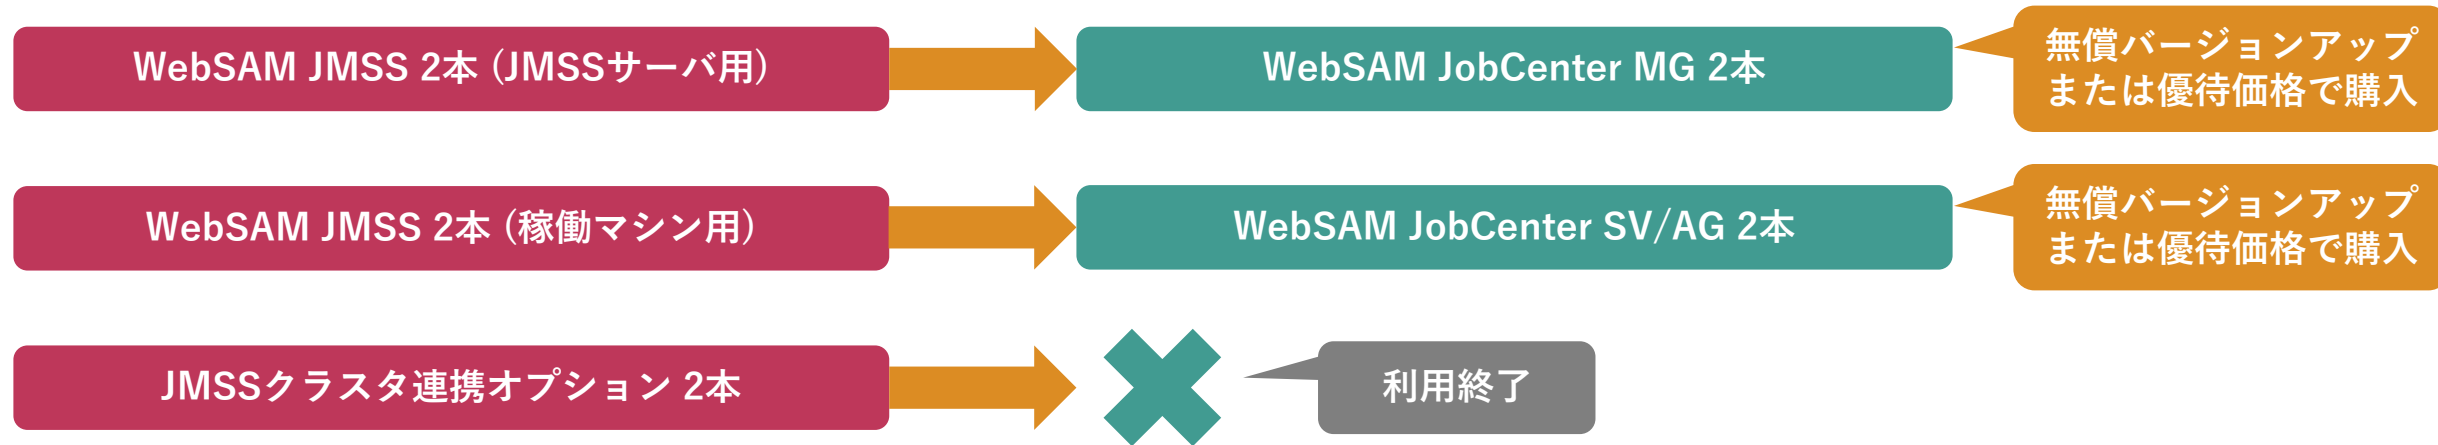 WebSAM JMSS 2本 (JMSSサーバ用)
WebSAM JobCenter MG 2本
無償バージョンアップ
または優待価格で購入
WebSAM JMSS 2本 (稼働マシン用)
WebSAM JobCenter SV/AG 2本
無償バージョンアップ
または優待価格で購入
JMSSクラスタ連携オプション 2本
利用終了